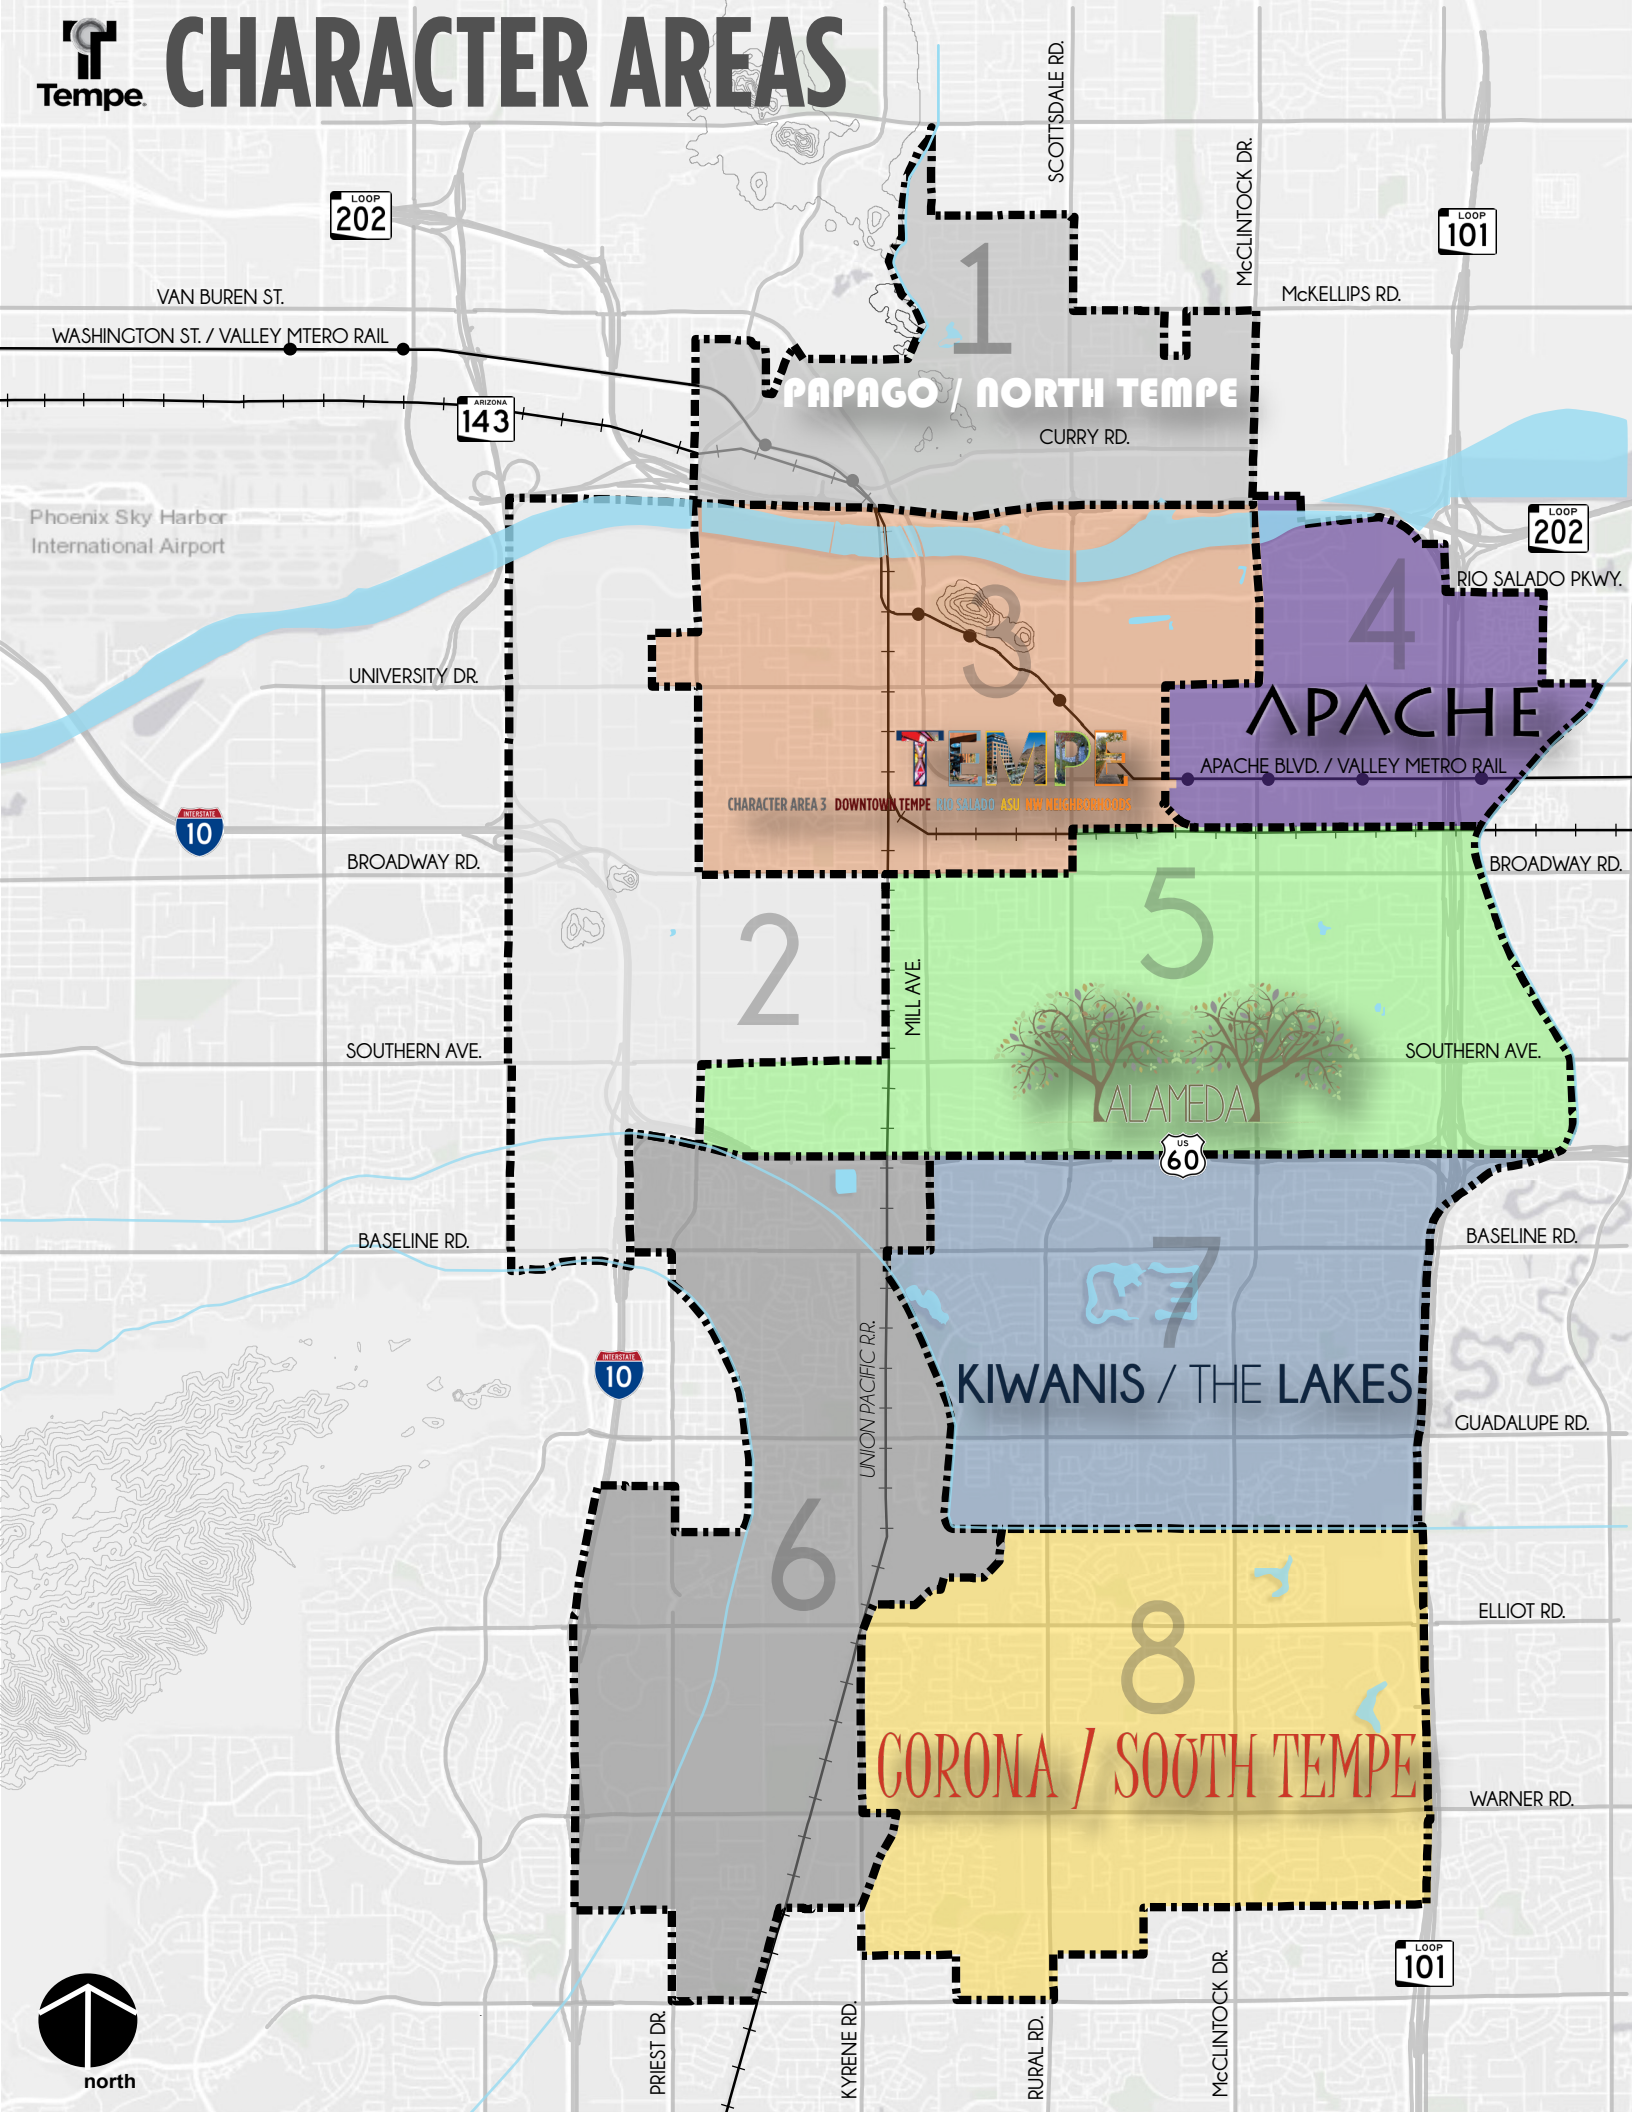 Tempe
CHARACTER AREAS
SCOTTSDALE RD.
McCLINTOCK DR.
LOOP
202
LOOP
101
1
VAN BUREN ST.
McKELLIPS RD.
WASHINGTON ST. / VALLEY MTERO RAIL
PAPAGO / NORTH TEMPE
ARIZONA
143
CURRY RD.
Phoenix Sky Harbor
International Airport
LOOP
202
RIO SALADO PKWY.
3
4
UNIVERSITY DR.
APACHE
TEMPE
APACHE BLVD. / VALLEY METRO RAIL
CHARACTER AREA 3 DOWNTOWN TEMPE RIO SALADO ASU NW NEIGHBORHOODS
INTERSTATE
10
BROADWAY RD.
BROADWAY RD.
2
5
MILL AVE.
SOUTHERN AVE.
SOUTHERN AVE.
ALAMEDA
US
60
BASELINE RD.
BASELINE RD.
7
INTERSTATE
10
UNION PACIFIC R.R.
KIWANIS / THE LAKES
GUADALUPE RD.
6
8
ELLIOT RD.
CORONA / SOUTH TEMPE
WARNER RD.
LOOP
101
north
PRIEST DR.
KYRENE RD.
RURAL RD.
McCLINTOCK DR.